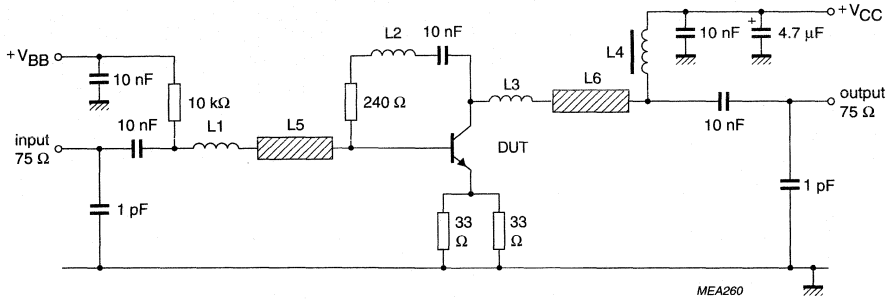 +VBB
10 nF
10 kΩ
10 nF
L1
L5
input
75 Ω
1 pF
L2
10 nF
240 Ω
L3
L6
DUT
33
Ω
33
Ω
L4
10 nF
+
4.7 μF
+VCC
output
75 Ω
10 nF
1 pF
MEA260